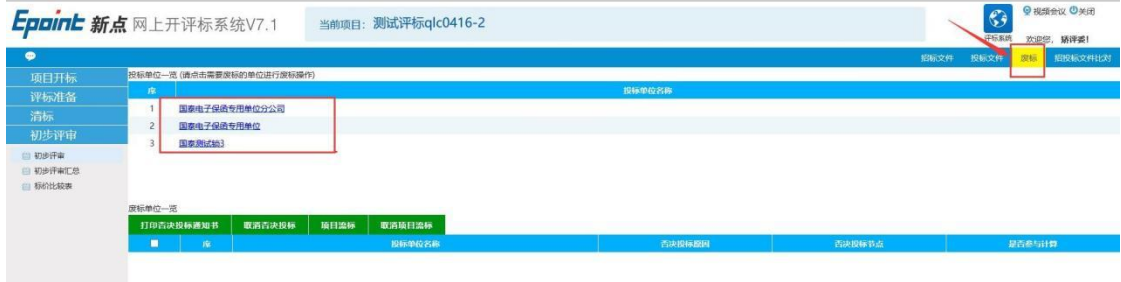 Epoint 新点 网上开评标系统V7.1
当前项目: 测试评标qlc0416-2
视频会议 关闭
评标系统
欢迎您,
招标文件 投标文件 废标 招投标文件比对
项目开标
评标准备
清标
初步评审
初步评审
初步评审汇总
标价比较表
投标单位一览 (请点击需要废标的单位进行废标操作)
序 投标单位名称
1 国泰电子保函专用单位分公司
2 国泰电子保函专用单位
3 国泰测试轴3
废标单位一览
打印否决投标通知书 取消否决投标 项目流标 取消项目流标
序 投标单位名称 否决投标原因 否决投标节点 是否参与计算